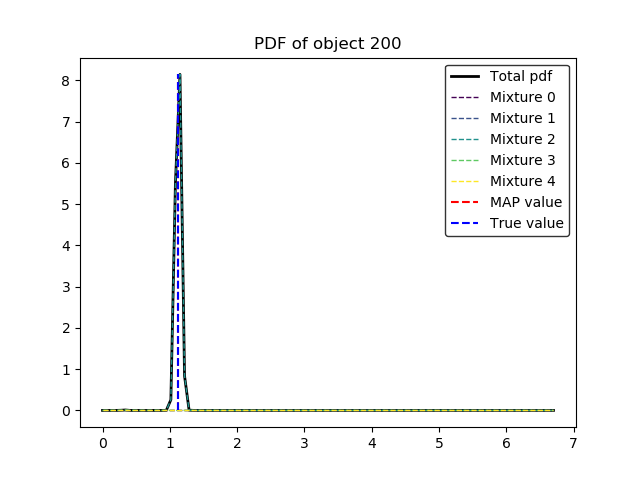 PDF of object 200
Total pdf
Mixture 0
Mixture 1
Mixture 2
Mixture 3
Mixture 4
MAP value
True value
8
7
6
5
4
3
2
1
0
0 1 2 3 4 5 6 7